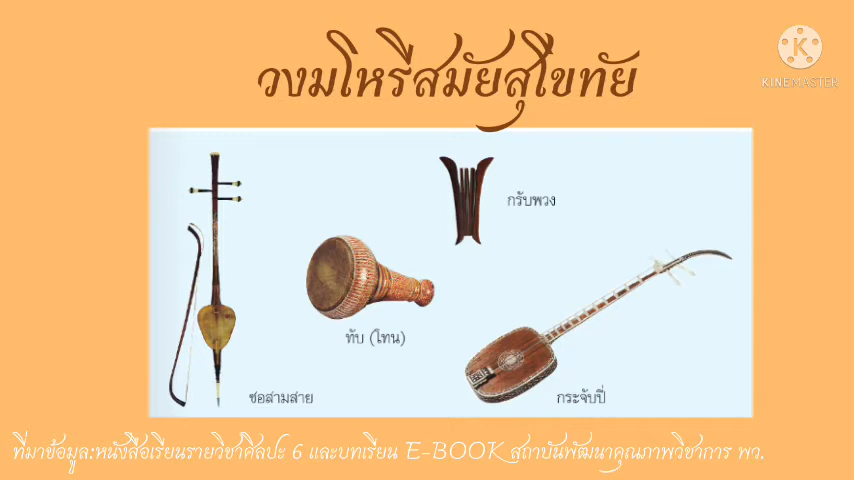 วงมโหรีสมัยสุโขทัย
KINEMASTER
กรับพวง
ทับ (โทน)
ซอสามสาย
กระจับปี่
ที่มาข้อมูล:หนังสือเรียนรายวิชาศิลปะ 6 และบทเรียน E-BOOK สถาบันพัฒนาคุณภาพวิชาการ พว.